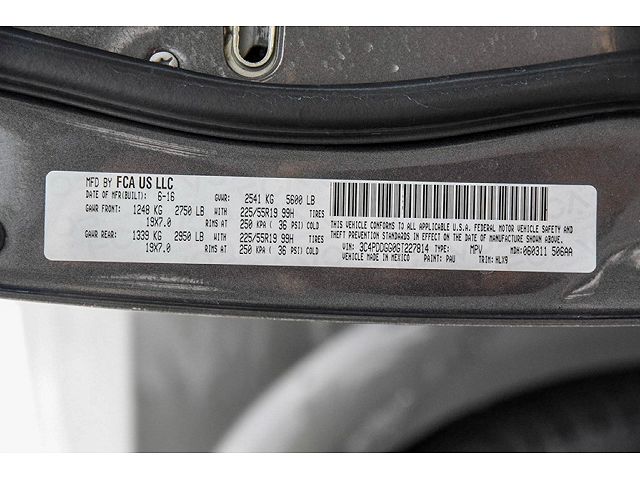 MFD BY FCA US LLC
DATE OF MFR(BUILT): 6-16 GVWR: 2541 KG 5600 LB
GAWR FRONT: 1248 KG 2750 LB WITH 225/55R19 99H TIRES
19X7.0 RIMS AT 250 KPA ( 36 PSI) COLD
GAWR REAR: 1339 KG 2950 LB WITH 225/55R19 99H TIRES
19X7.0 RIMS AT 250 KPA ( 36 PSI) COLD
THIS VEHICLE CONFORMS TO ALL APPLICABLE U.S.A. FEDERAL MOTOR VEHICLE SAFETY AND
THEFT PREVENTION STANDARDS IN EFFECT ON THE DATE OF MANUFACTURE SHOWN ABOVE.
VIN: 3C4PDDGG0GT227814 TYPE: MPV MDH: 060311 506AA
VEHICLE MADE IN MEXICO PAINT: PAU TRIM: HLX9